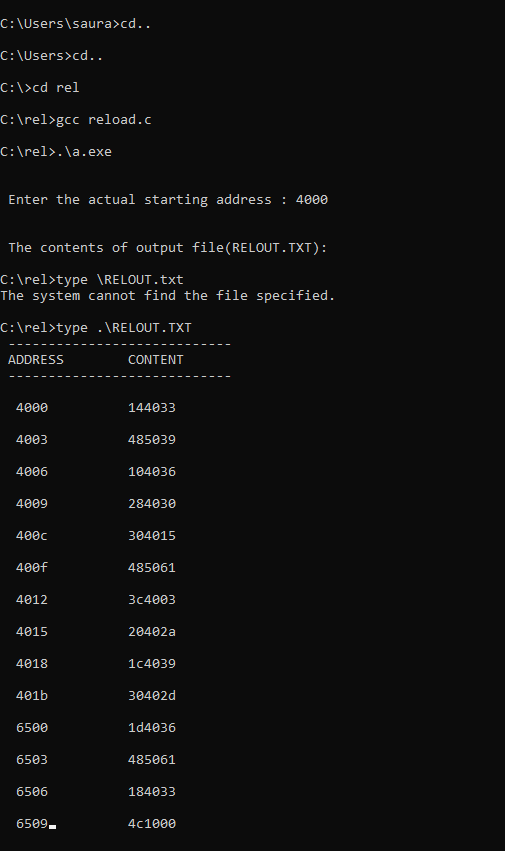 C:\Users\saura>cd..
C:\Users>cd..
C:\>cd rel
C:\rel>gcc reload.c
C:\rel>.\a.exe
Enter the actual starting address : 4000
The contents of output file(RELOUT.TXT):
C:\rel>type \RELOUT.txt
The system cannot find the file specified.
C:\rel>type .\RELOUT.TXT
----------------------------
ADDRESS CONTENT
----------------------------
4000 144033
4003 485039
4006 104036
4009 284030
400c 304015
400f 485061
4012 3c4003
4015 20402a
4018 1c4039
401b 30402d
6500 1d4036
6503 485061
6506 184033
6509 4c1000